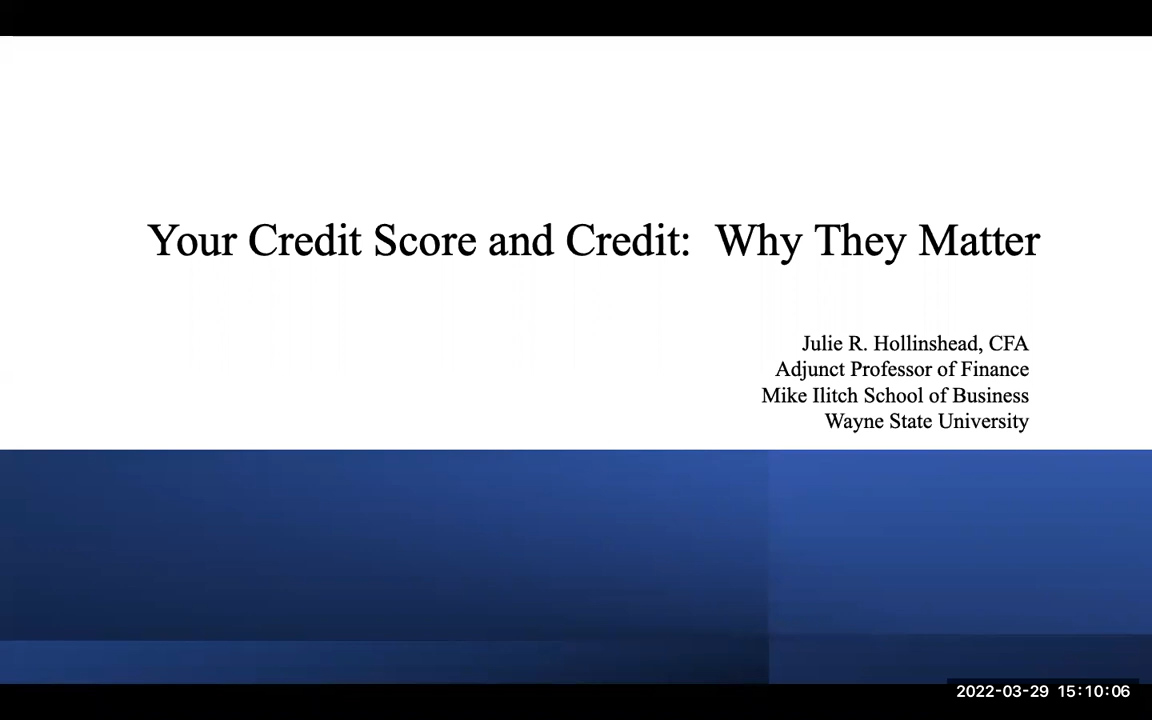 Your Credit Score and Credit:  Why They Matter
Julie R. Hollinshead, CFA
Adjunct Professor of Finance
Mike Ilitch School of Business
Wayne State University
2022-03-29 15:10:06